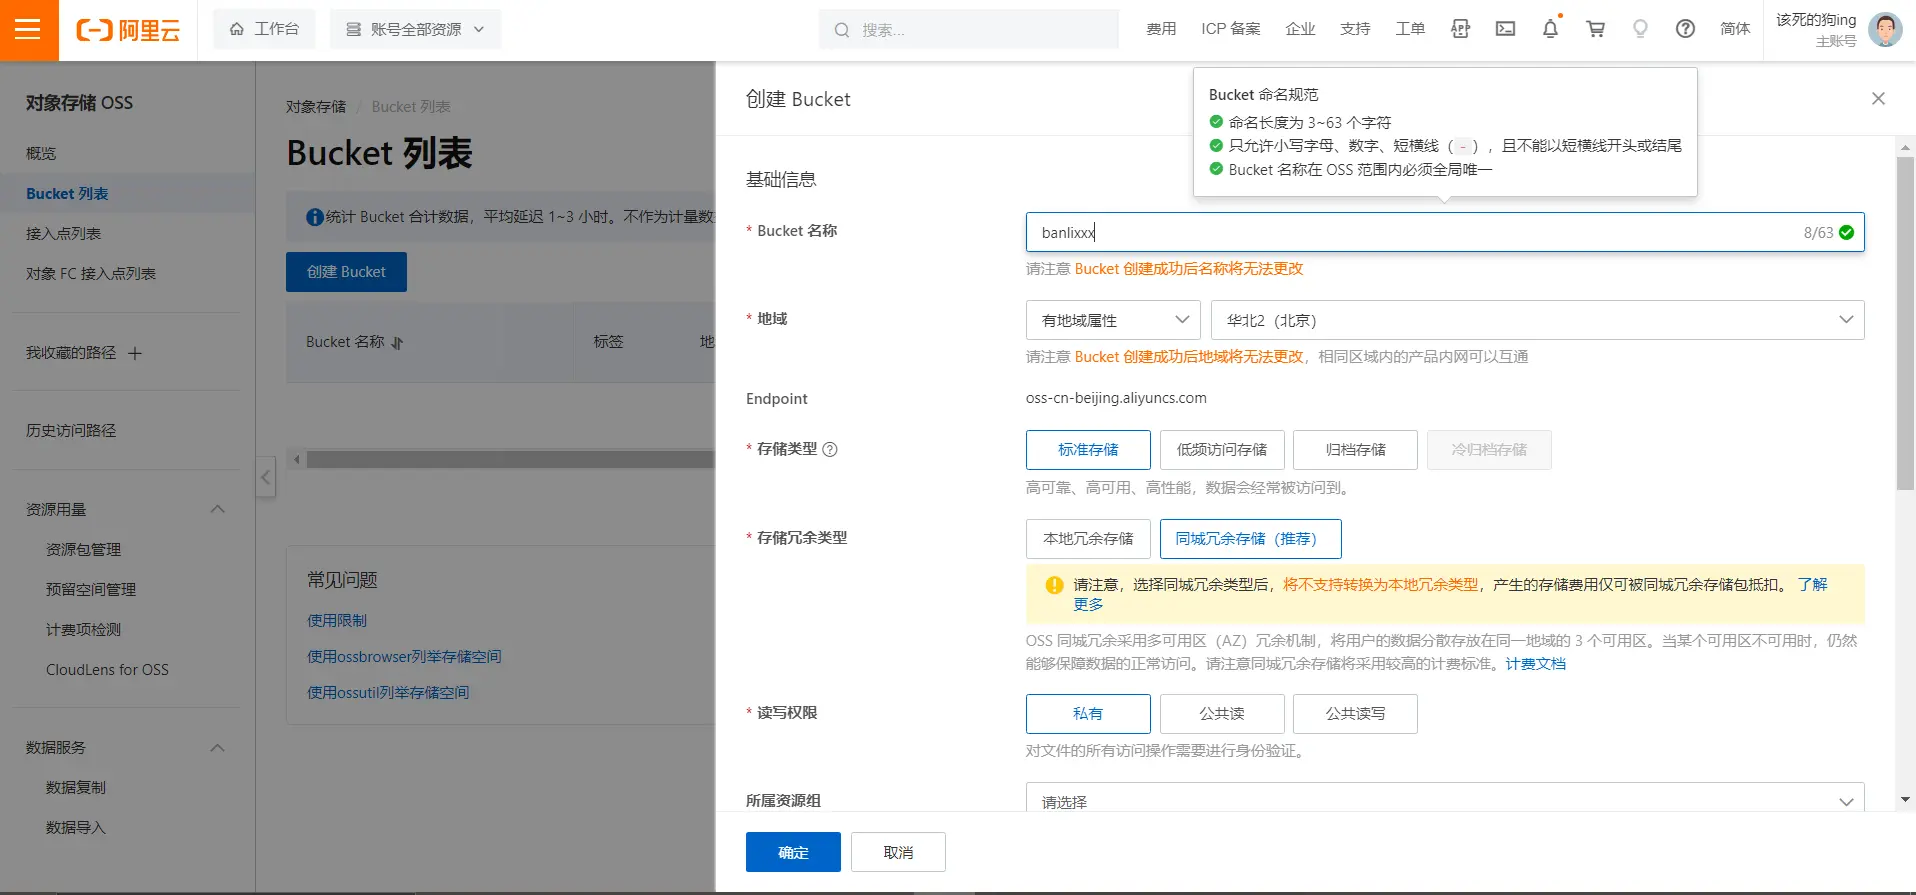 阿里云
工作台
账号全部资源
搜索...
费用
ICP 备案
企业
支持
工单
简体
该死的狗ing
主账号
对象存储 OSS
概览
Bucket 列表
接入点列表
对象 FC 接入点列表
我收藏的路径
历史访问路径
资源用量
资源包管理
预留空间管理
计费项检测
CloudLens for OSS
数据服务
数据复制
数据导入
对象存储 / Bucket 列表
Bucket 列表
统计 Bucket 合计数据，平均延迟 1~3 小时。不作为计量数
创建 Bucket
Bucket 名称
标签
地
常见问题
使用限制
使用ossbrowser列举存储空间
使用ossutil列举存储空间
创建 Bucket
Bucket 命名规范
命名长度为 3~63 个字符
只允许小写字母、数字、短横线（-），且不能以短横线开头或结尾
Bucket 名称在 OSS 范围内必须全局唯一
基础信息
* Bucket 名称
banlixxx
8/63
请注意 Bucket 创建成功后名称将无法更改
* 地域
有地域属性
华北2（北京）
请注意 Bucket 创建成功后地域将无法更改，相同区域内的产品内网可以互通
Endpoint
oss-cn-beijing.aliyuncs.com
* 存储类型
标准存储
低频访问存储
归档存储
冷归档存储
高可靠、高可用、高性能，数据会经常被访问到。
* 存储冗余类型
本地冗余存储
同城冗余存储（推荐）
请注意，选择同城冗余类型后，将不支持转换为本地冗余类型，产生的存储费用仅可被同城冗余存储包抵扣。 了解
更多
OSS 同城冗余采用多可用区（AZ）冗余机制，将用户的数据分散存放在同一地域的 3 个可用区。当某个可用区不可用时，仍然
能够保障数据的正常访问。请注意同城冗余存储将采用较高的计费标准。计费文档
* 读写权限
私有
公共读
公共读写
对文件的所有访问操作需要进行身份验证。
所属资源组
请选择
确定
取消